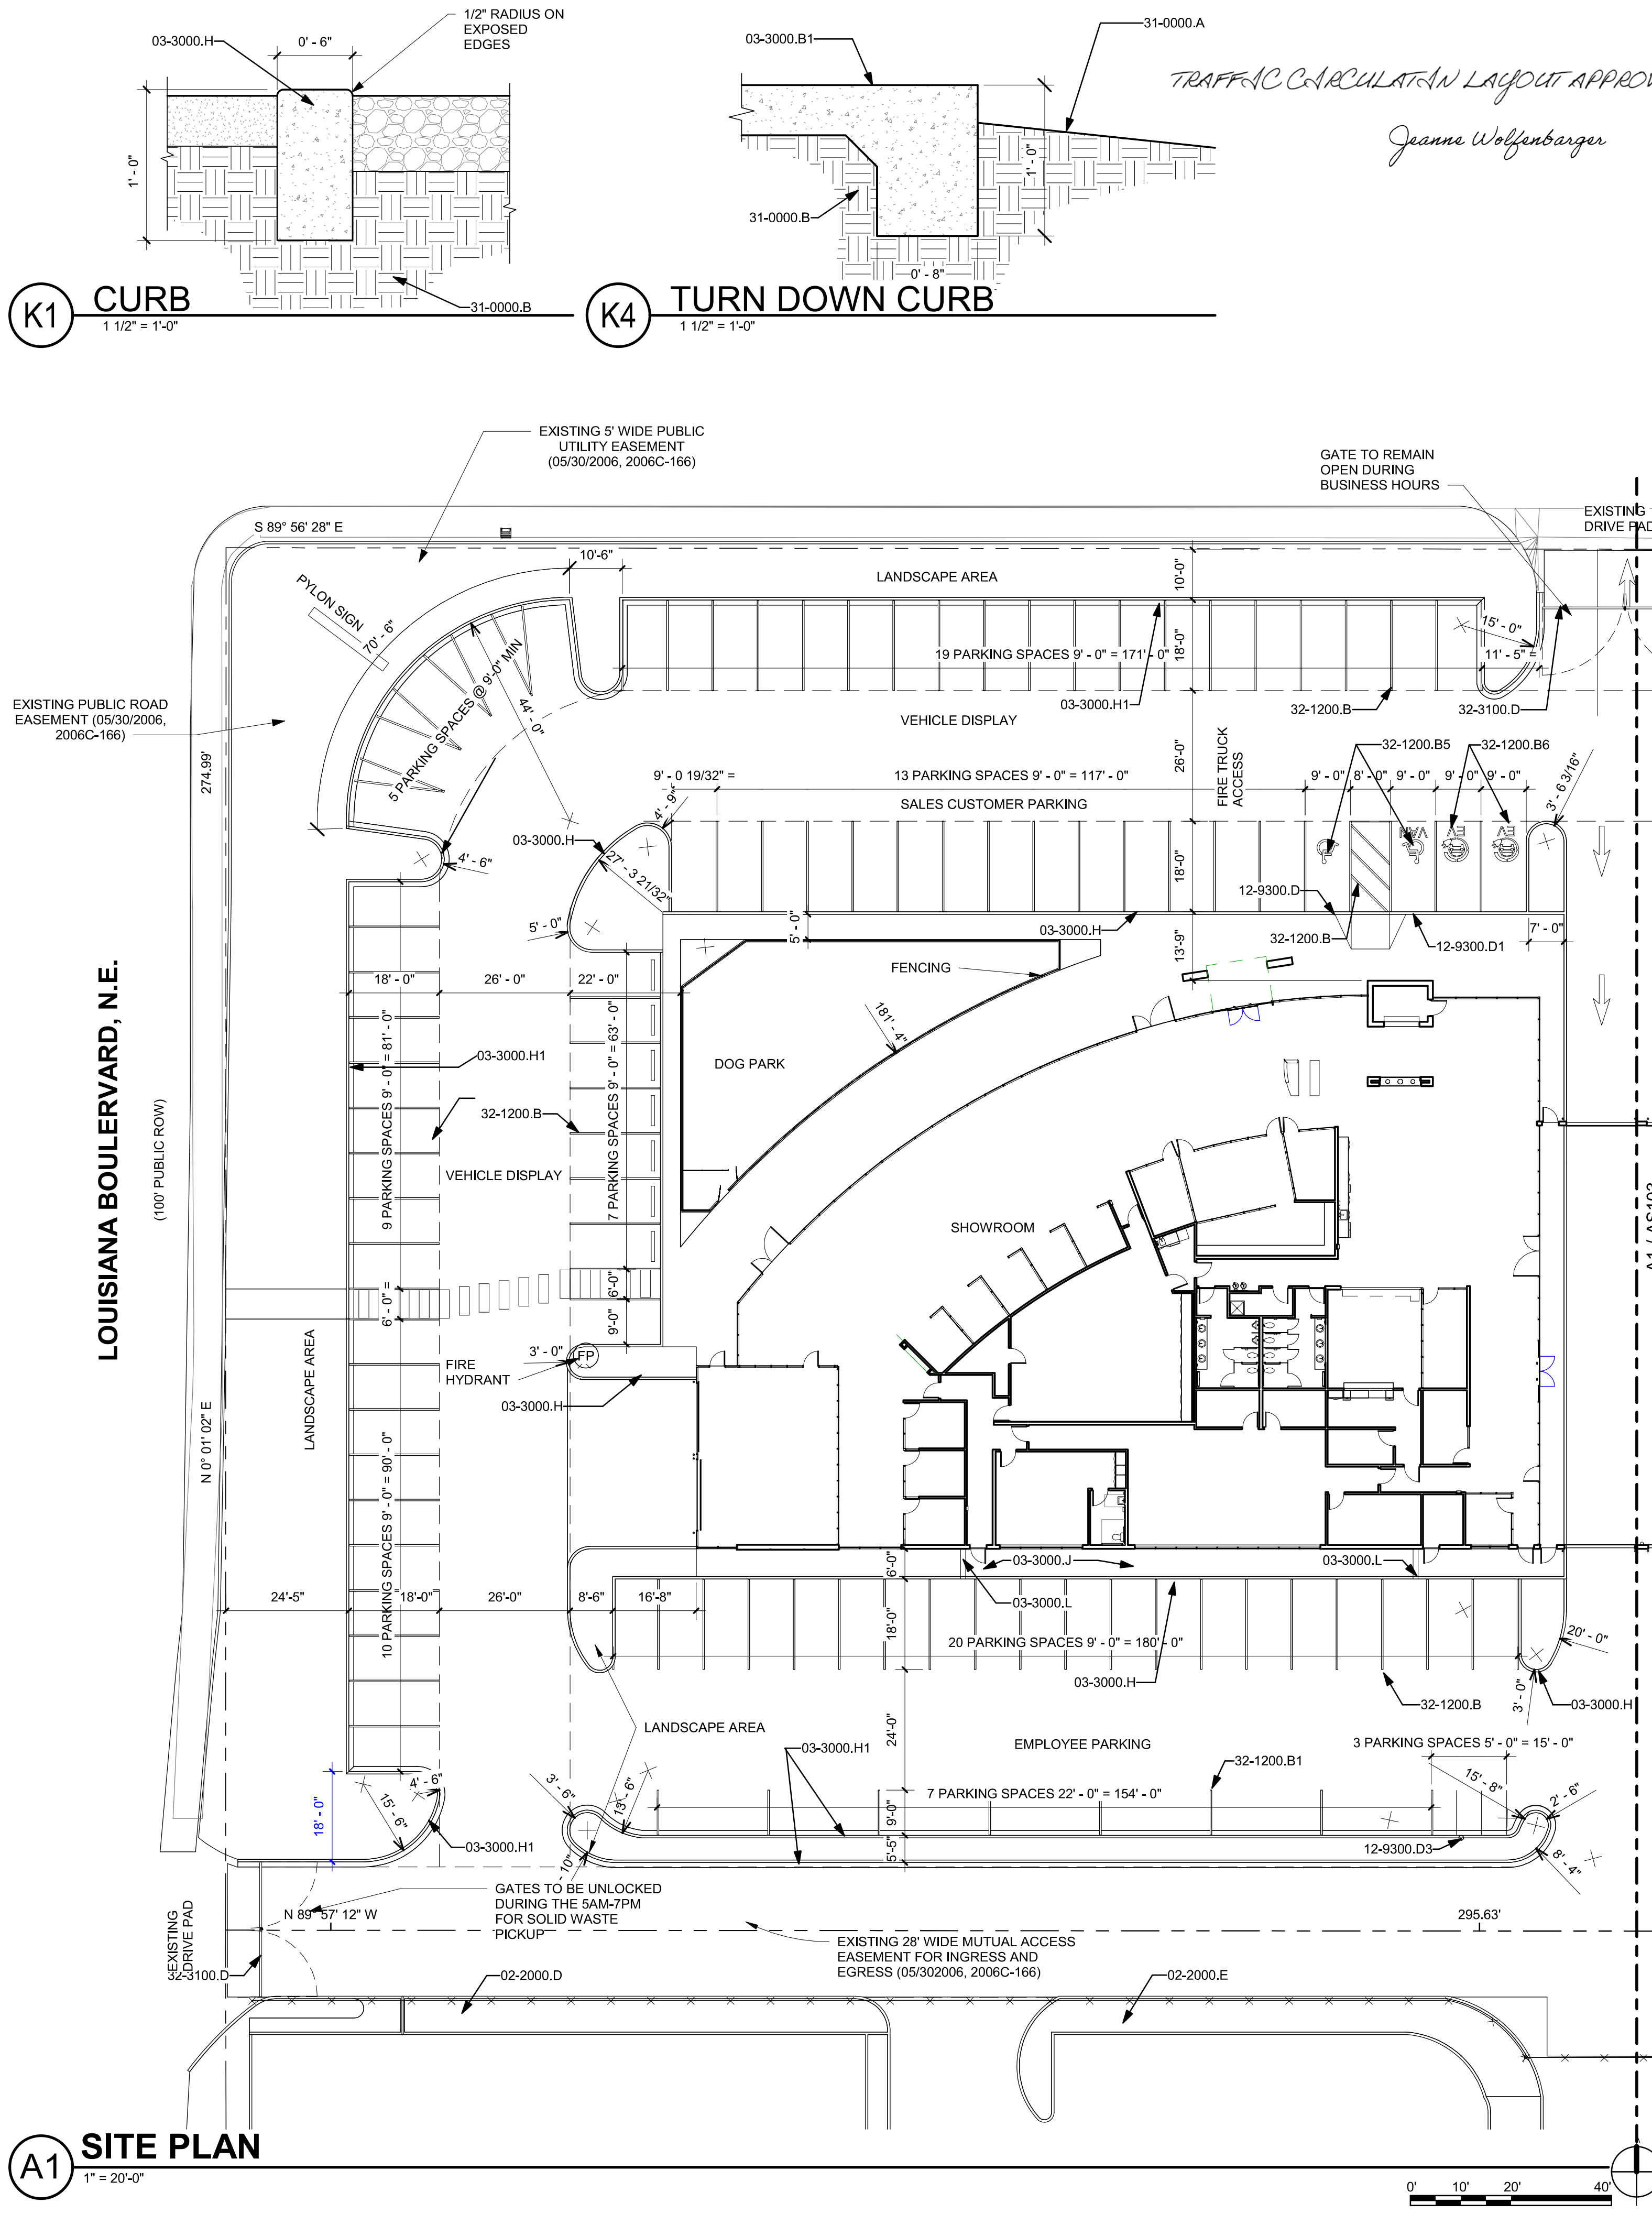 03-3000.H
0' - 6"
1/2" RADIUS ON
EXPOSED
EDGES
1' - 0"
31-0000.B
K1
CURB
1 1/2" = 1'-0"
03-3000.B1
31-0000.A
1' - 0"
31-0000.B
0' - 8"
K4
TURN DOWN CURB
1 1/2" = 1'-0"
TRAFFIC CIRCULATIN LAYOUT APPROV
Jeanne Wolfenbarger
EXISTING 5' WIDE PUBLIC
UTILITY EASEMENT
(05/30/2006, 2006C-166)
GATE TO REMAIN
OPEN DURING
BUSINESS HOURS
EXISTING
DRIVE PAD
S 89° 56' 28" E
10'-6"
LANDSCAPE AREA
10'-0"
PYLON SIGN
70' - 6"
5 PARKING SPACES @ 9'-0" MIN
44' - 0"
19 PARKING SPACES 9' - 0" = 171' - 0"
18'-0"
15' - 0"
11' - 5" =
03-3000.H1
32-1200.B
32-3100.D
EXISTING PUBLIC ROAD
EASEMENT (05/30/2006,
2006C-166)
274.99'
VEHICLE DISPLAY
26'-0"
FIRE TRUCK
ACCESS
32-1200.B5
32-1200.B6
9' - 0 19/32" =
13 PARKING SPACES 9' - 0" = 117' - 0"
9' - 0"
8' - 0"
9' - 0"
9' - 0"
9' - 0"
3' - 6 3/16"
SALES CUSTOMER PARKING
4' - 9"
03-3000.H
27' - 3 21/32"
4' - 6"
VAN
EV
EV
18'-0"
12-9300.D
5' - 0"
5' - 0"
03-3000.H
32-1200.B
12-9300.D1
7' - 0"
13'-9"
18' - 0"
26' - 0"
22' - 0"
FENCING
181' - 4"
DOG PARK
LOUISIANA BOULERVARD, N.E.
(100' PUBLIC ROW)
9 PARKING SPACES 9' - 0" = 81' - 0"
03-3000.H1
32-1200.B
7 PARKING SPACES 9' - 0" = 63' - 0"
VEHICLE DISPLAY
SHOWROOM
A1 / AS102
6' - 0" =
6'-0"
9'-0"
LANDSCAPE AREA
FIRE
HYDRANT
3' - 0"
FP
03-3000.H
N 0° 01' 02" E
10 PARKING SPACES 9' - 0" = 90' - 0"
03-3000.J
03-3000.L
03-3000.L
6'-0"
24'-5"
18'-0"
26'-0"
8'-6"
16'-8"
18'-0"
20 PARKING SPACES 9' - 0" = 180' - 0"
20' - 0"
03-3000.H
32-1200.B
3' - 0"
03-3000.H
LANDSCAPE AREA
24'-0"
EMPLOYEE PARKING
3 PARKING SPACES 5' - 0" = 15' - 0"
03-3000.H1
32-1200.B1
4' - 6"
15' - 6"
18' - 0"
03-3000.H1
3' - 6"
13' - 6"
7 PARKING SPACES 22' - 0" = 154' - 0"
9'-0"
5'-5"
15' - 8"
2' - 6"
12-9300.D3
8' - 4"
- 10"
GATES TO BE UNLOCKED
DURING THE 5AM-7PM
FOR SOLID WASTE
PICKUP
N 89° 57' 12" W
295.63'
EXISTING
DRIVE PAD
32-3100.D
EXISTING 28' WIDE MUTUAL ACCESS
EASEMENT FOR INGRESS AND
EGRESS (05/302006, 2006C-166)
02-2000.D
02-2000.E
A1
SITE PLAN
1" = 20'-0"
0'
10'
20'
40'